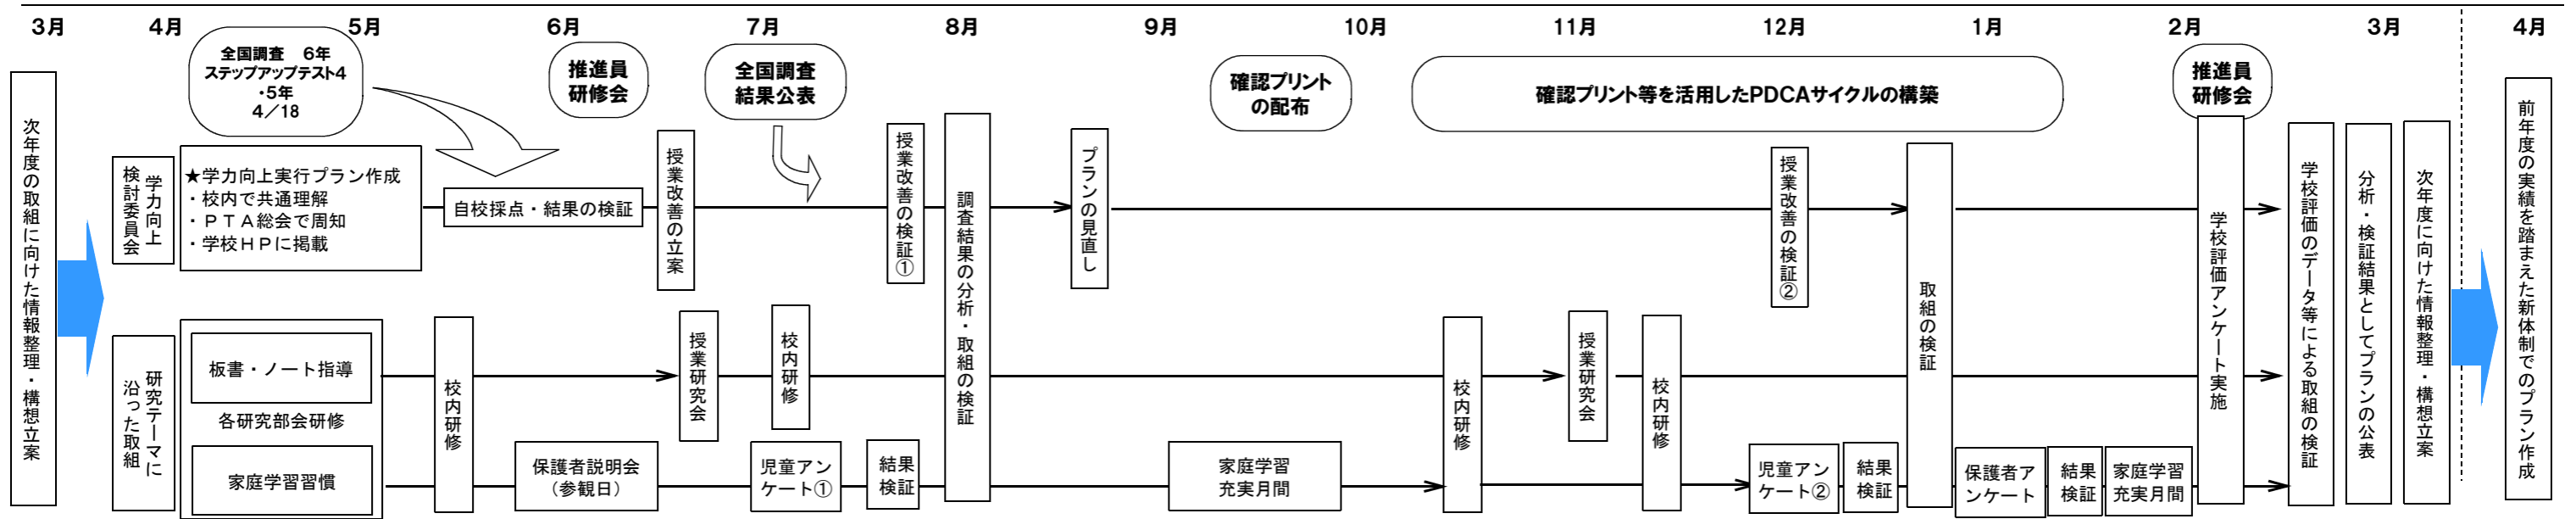 3月
4月
5月
6月
7月
8月
9月
10月
11月
12月
1月
2月
3月
4月
全国調査　6年
ステップアップテスト4
・5年
4／18
推進員
研修会
全国調査
結果公表
確認プリント
の配布
確認プリント等を活用したPDCAサイクルの構築
推進員
研修会
次年度の取組に向けた情報整理・構想立案
学力向上
検討委員会
★学力向上実行プラン作成
・校内で共通理解
・ＰＴＡ総会で周知
・学校ＨＰに掲載
自校採点・結果の検証
授業改善の立案
授業改善の検証①
調査結果の分析・取組の検証
プランの見直し
授業改善の検証②
取組の検証
学校評価アンケート実施
学校評価のデータ等による取組の検証
分析・検証結果としてプランの公表
次年度に向けた情報整理・構想立案
前年度の実績を踏まえた新体制でのプラン作成
研究テーマに
沿った取組
板書・ノート指導
各研究部会研修
家庭学習習慣
校内研修
授業研究会
校内研修
校内研修
授業研究会
校内研修
保護者説明会
（参観日）
児童アン
ケート①
結果
検証
家庭学習
充実月間
児童アン
ケート②
結果
検証
保護者ア
ンケート
結果
検証
家庭学習
充実月間